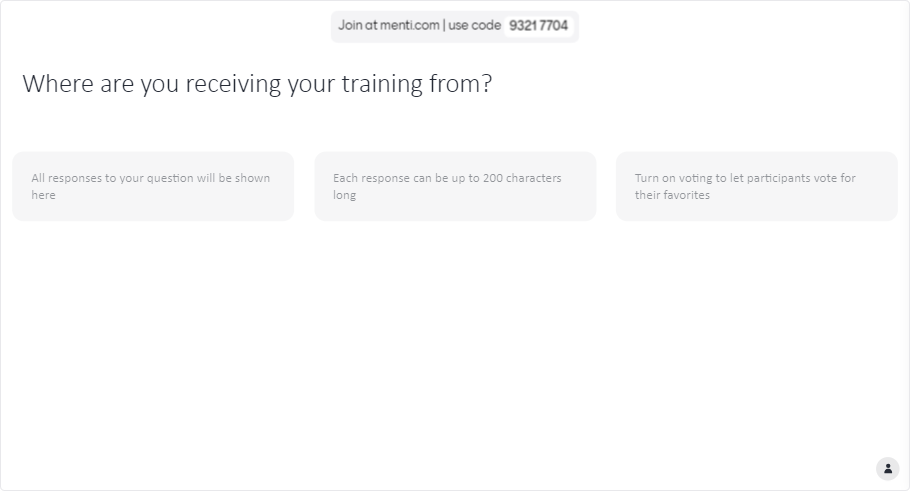 Join at menti.com | use code 9321 7704
Where are you receiving your training from?
All responses to your question will be shown
here
Each response can be up to 200 characters
long
Turn on voting to let participants vote for
their favorites